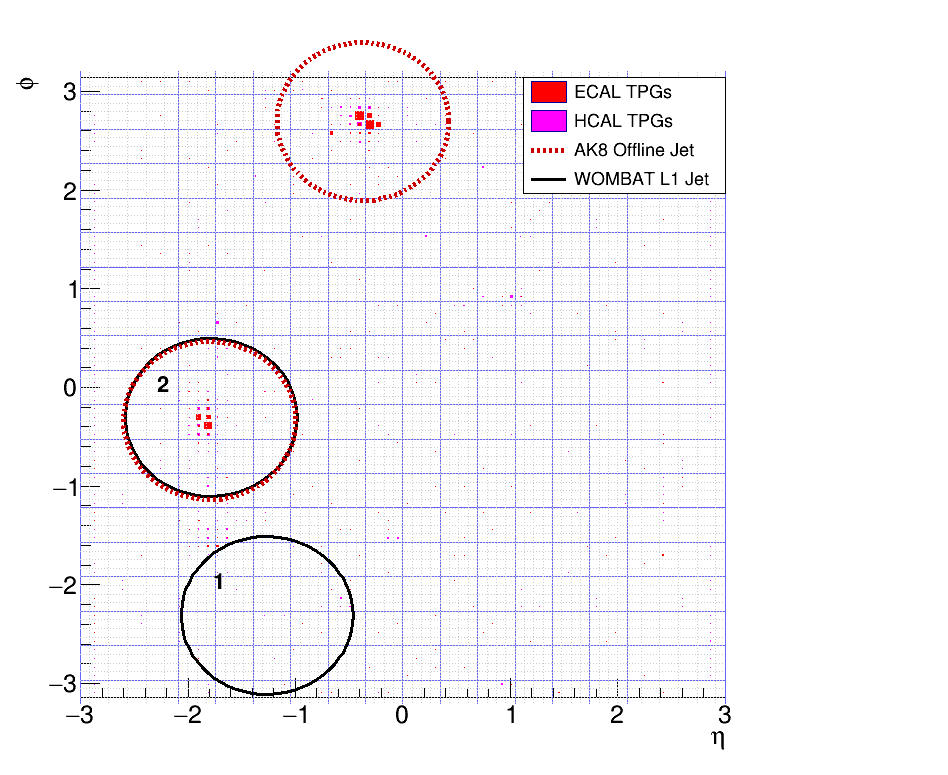 ϕ
3
2
1
0
−1
−2
−3
ECAL TPGs
HCAL TPGs
AK8 Offline Jet
WOMBAT L1 Jet
2
1
−3 −2 −1 0 1 2 3
η